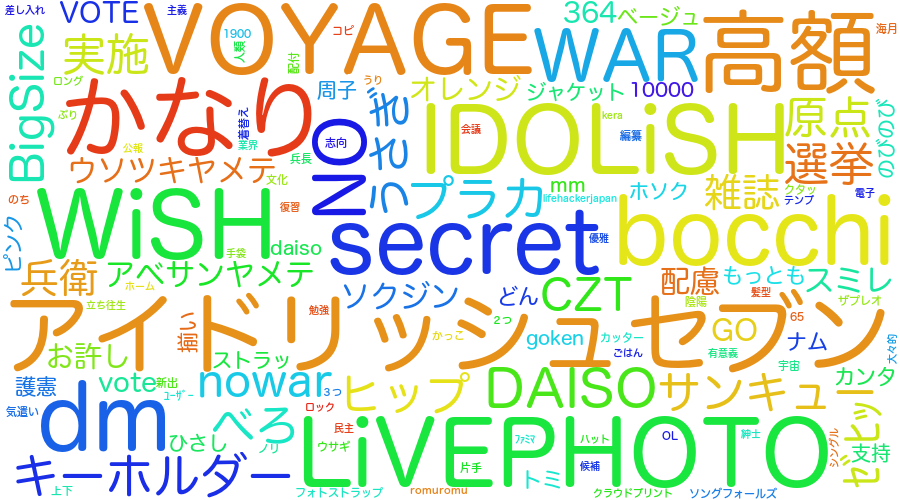 差し入れ
VOTE
主義
VOYAGE
364
ベージュ
高額
海月
BigSize
実施
1900
人類
コピ
配付
WAR
オレンジ
ジャケット
10000
ロング
うり
周子
かなり
うさぎ
IDOLiSH
kera
原点
のびのび
ぶり
公報
着替え
業界
志向
会議
編纂
選挙
ウソツキヤメテ
文化
兵長
NO
プラカ
mm
ホソク
雑誌
クタッ
電子
テンプ
lifehackerjapan
のち
WiSH
復習
手袋
daiso
secret
優雅
bocchi
ピンク
兵衛
アベサンヤメテ
ホーム
立ち往生
ソクジン
どん
CZT
配慮
もっとも
スミレ
髪型
陰陽
ザプレオ
アイドリッシュセブン
揃い
勉強
2つ
65
お許し
ストラッ
かっこ
goken
カッター
ごはん
GO
有意義
ナム
大々的
宇宙
護憲
vote
新出
ﾕｰｻﾞｰ
nowar
3つ
ヒップ
DAISO
サンキュー
カンタ
気遣い
dm
べろ
ロック
民主
LiVEPHOTO
ゼヒッ
ひさし
ノリ
ウサギ
ﾌｧﾐﾏ
ハット
OL
紳士
シングル
支持
キーホルダー
片手
トミ
候補
上下
フォトストラップ
romuromu
クラウドプリント
ソングフォールズ